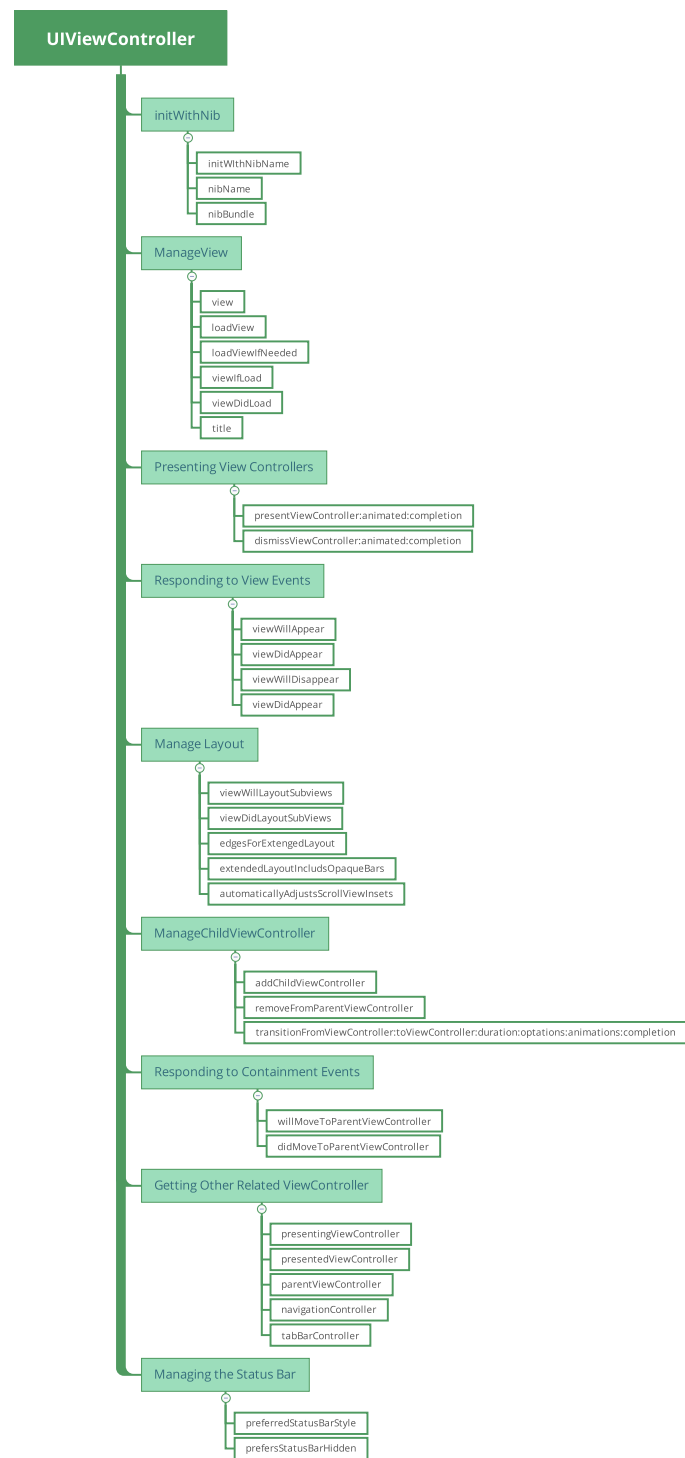 UIViewController
initWithNib
initWIthNibName
nibName
nibBundle
ManageView
view
loadView
loadViewIfNeeded
viewIfLoad
viewDidLoad
title
Presenting View Controllers
presentViewController:animated:completion
dismissViewController:animated:completion
Responding to View Events
viewWillAppear
viewDidAppear
viewWillDisappear
viewDidAppear
Manage Layout
viewWillLayoutSubviews
viewDidLayoutSubViews
edgesForExtengedLayout
extendedLayoutIncludsOpaqueBars
automaticallyAdjustsScrollViewInsets
ManageChildViewController
addChildViewController
removeFromParentViewController
transitionFromViewController:toViewController:duration:optations:animations:completion
Responding to Containment Events
willMoveToParentViewController
didMoveToParentViewController
Getting Other Related ViewController
presentingViewController
presentedViewController
parentViewController
navigationController
tabBarController
Managing the Status Bar
preferredStatusBarStyle
prefersStatusBarHidden